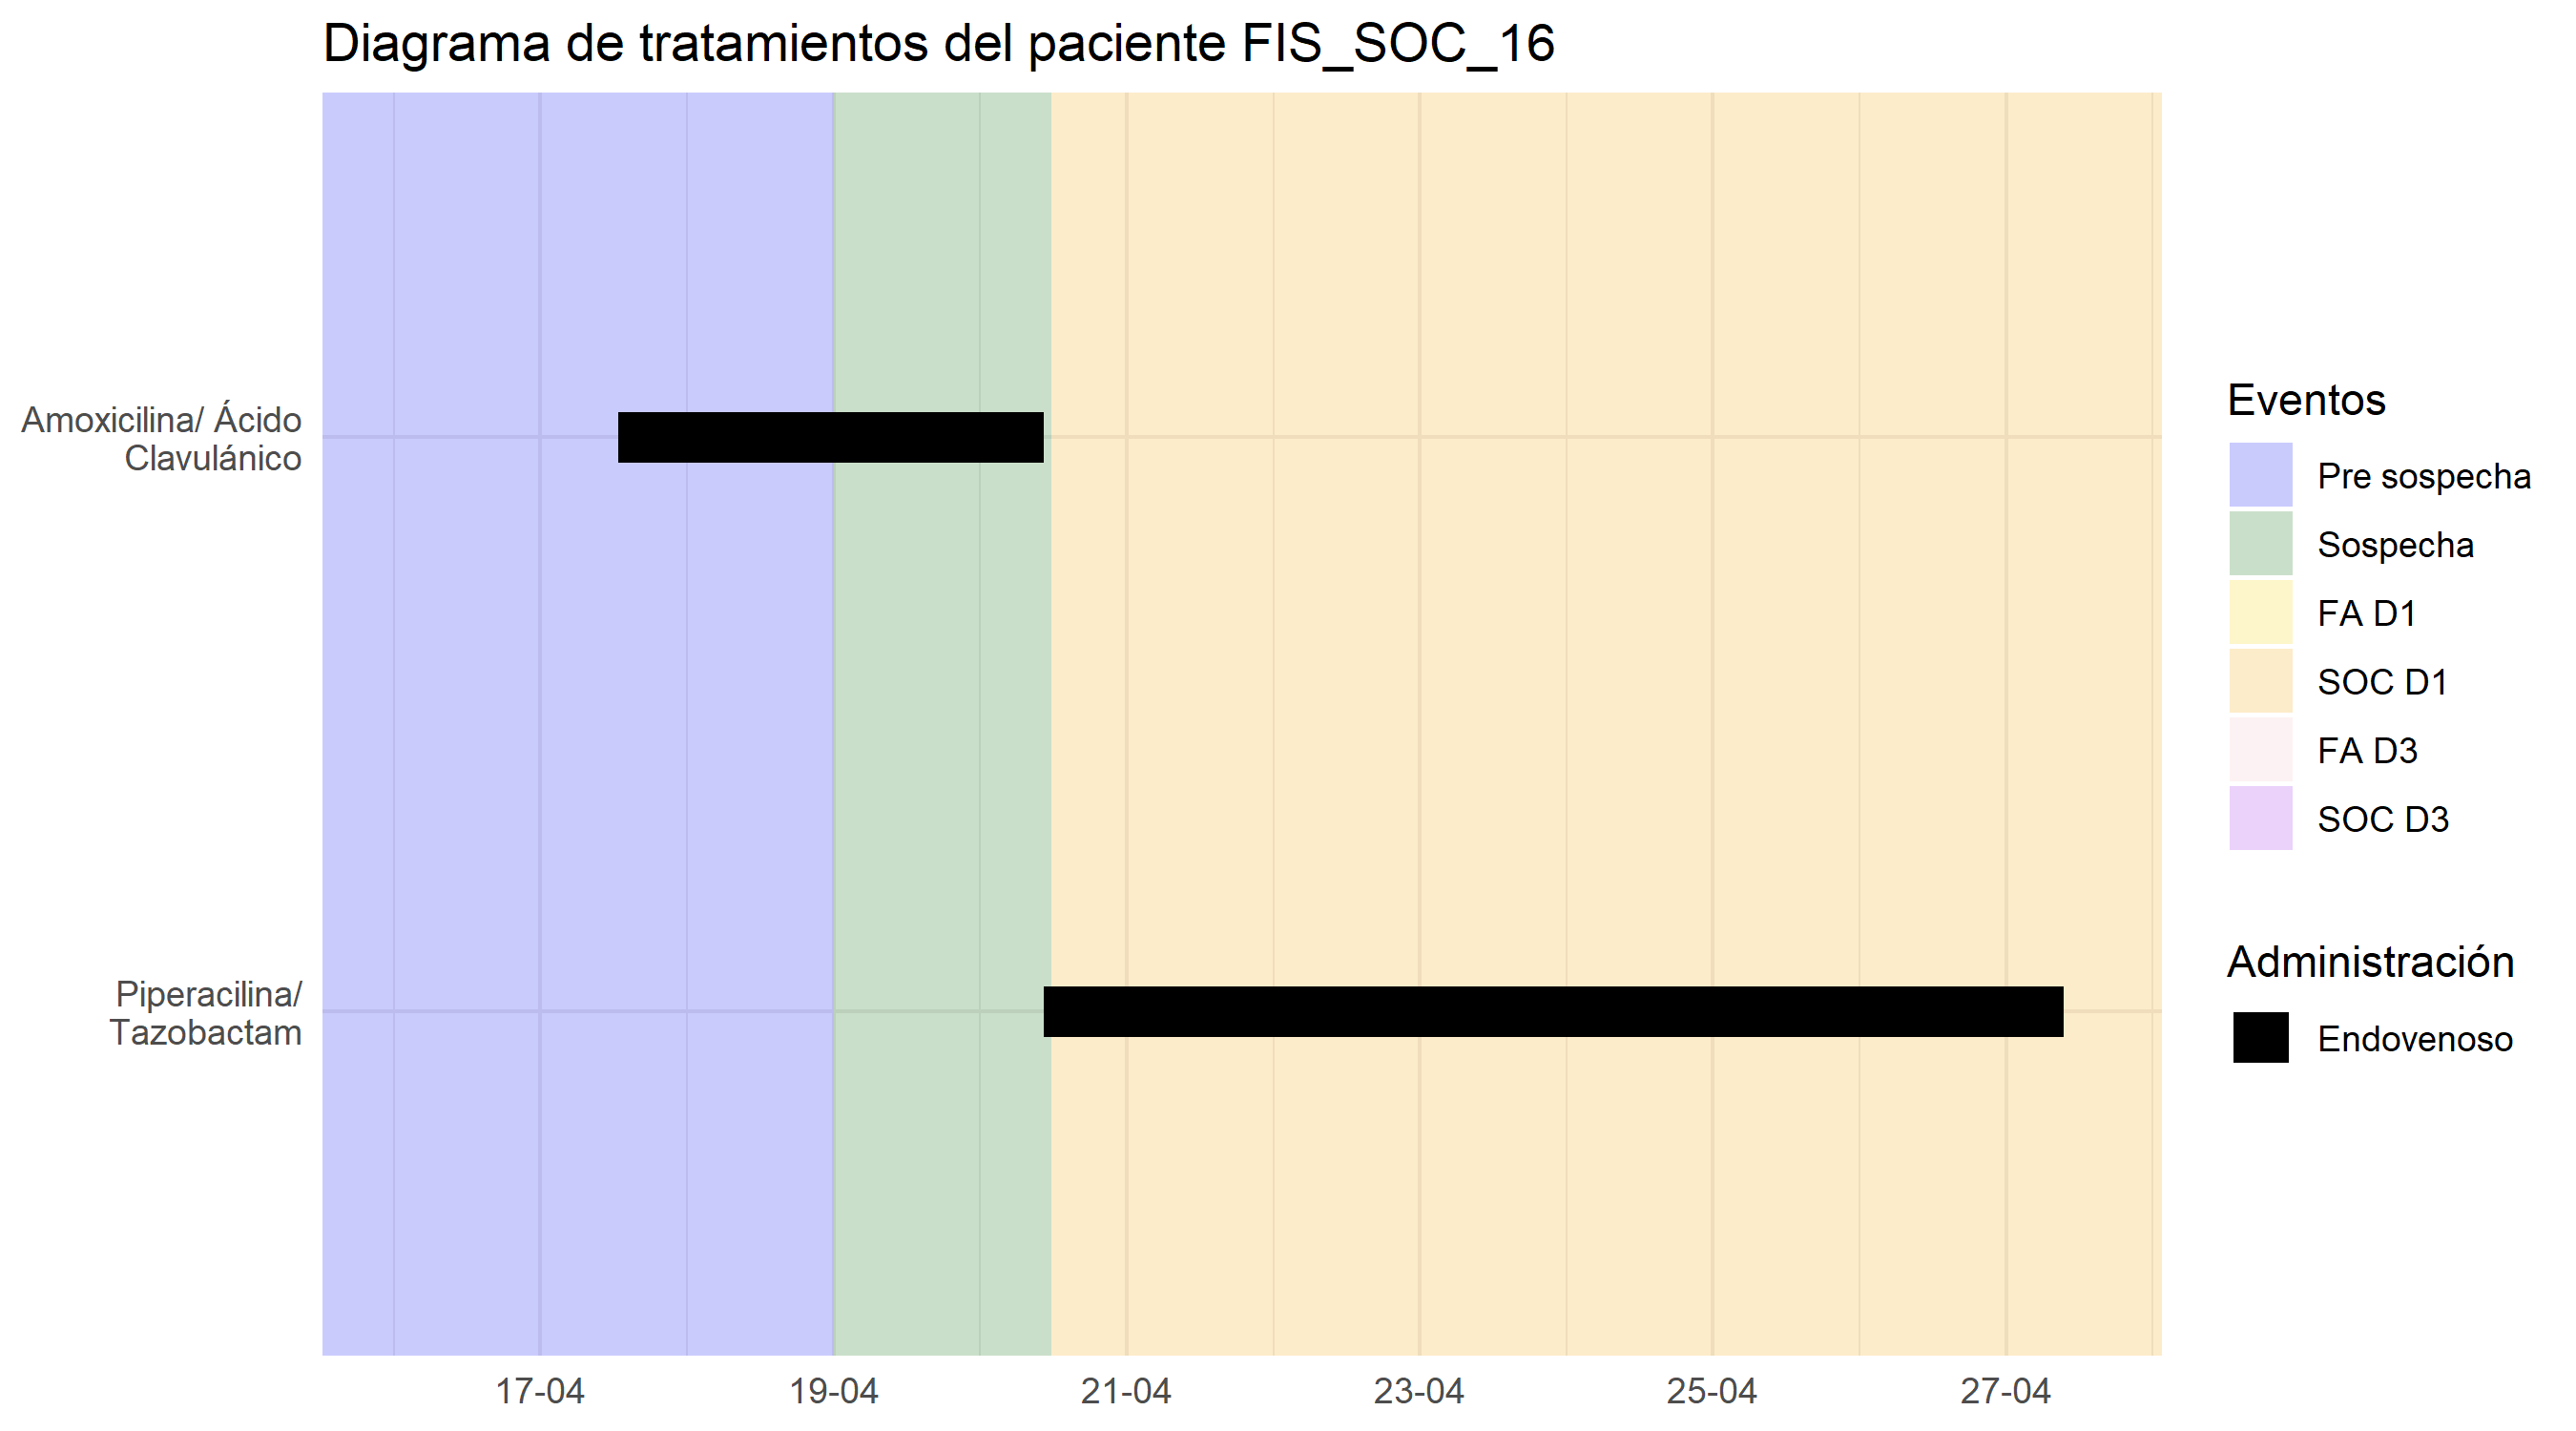 Diagrama de tratamientos del paciente FIS_SOC_16
Amoxicilina/ Ácido
Clavulánico
Piperacilina/
Tazobactam
17-04
19-04
21-04
23-04
25-04
27-04
Eventos
Pre sospecha
Sospecha
FA D1
SOC D1
FA D3
SOC D3
Administración
Endovenoso